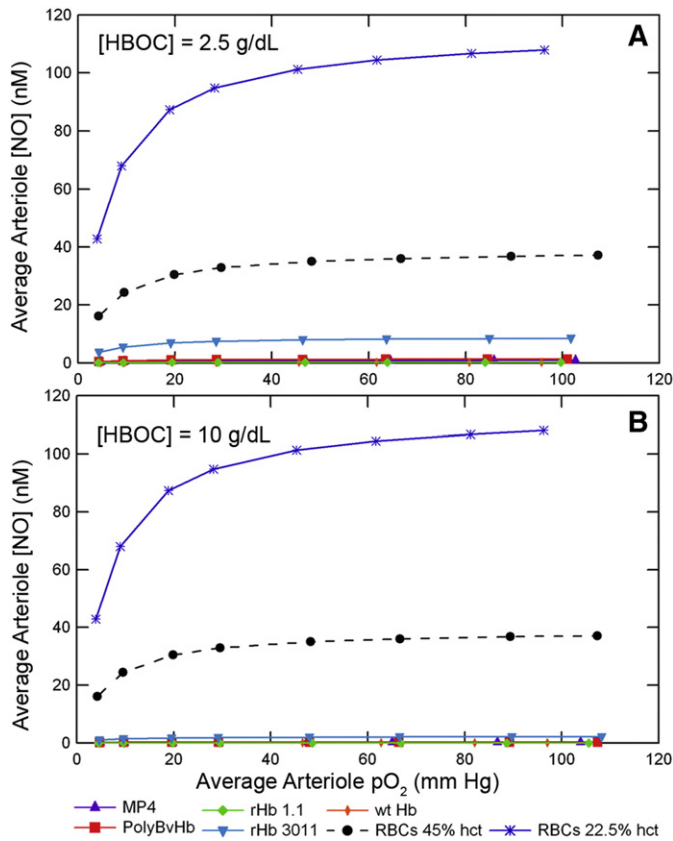 120
A
[HBOC] = 2.5 g/dL
100
80
60
40
20
0
Average Arteriole [NO] (nM)
0 20 40 60 80 100 120
120
B
[HBOC] = 10 g/dL
100
80
60
40
20
0
Average Arteriole [NO] (nM)
0 20 40 60 80 100 120
Average Arteriole pO₂ (mm Hg)
MP4 rHb 1.1 wt Hb
PolyBvHb rHb 3011 RBCs 45% hct RBCs 22.5% hct